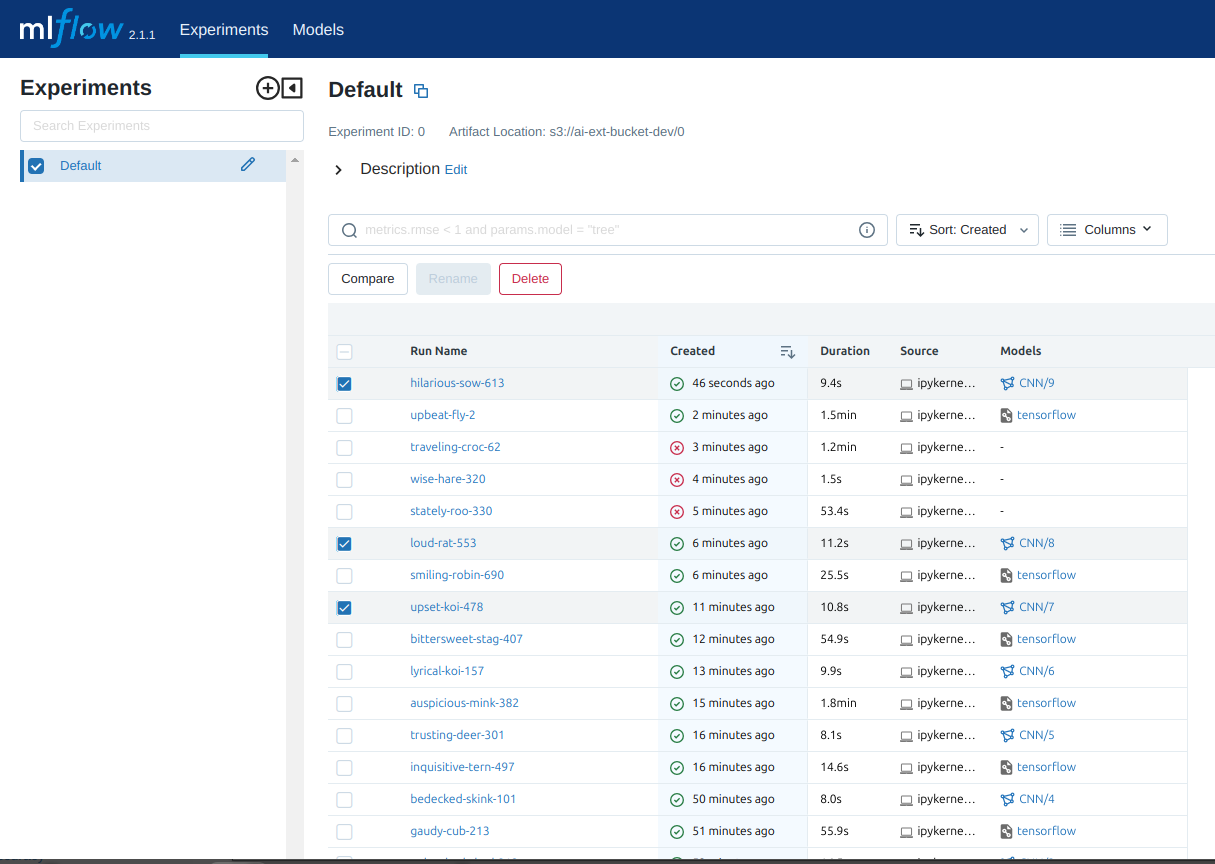 mlflow 2.1.1 Experiments Models
Experiments
Search Experiments
Default
Default
Experiment ID: 0 Artifact Location: s3://ai-ext-bucket-dev/0
Description Edit
metrics.rmse < 1 and params.model = "tree" Sort: Created Columns
Compare Rename Delete
Run Name Created Duration Source Models
hilarious-sow-613 46 seconds ago 9.4s ipykerne... CNN/9
upbeat-fly-2 2 minutes ago 1.5min ipykerne... tensorflow
traveling-croc-62 3 minutes ago 1.2min ipykerne... -
wise-hare-320 4 minutes ago 1.5s ipykerne... -
stately-roo-330 5 minutes ago 53.4s ipykerne... -
loud-rat-553 6 minutes ago 11.2s ipykerne... CNN/8
smiling-robin-690 6 minutes ago 25.5s ipykerne... tensorflow
upset-koi-478 11 minutes ago 10.8s ipykerne... CNN/7
bittersweet-stag-407 12 minutes ago 54.9s ipykerne... tensorflow
lyrical-koi-157 13 minutes ago 9.9s ipykerne... CNN/6
auspicious-mink-382 15 minutes ago 1.8min ipykerne... tensorflow
trusting-deer-301 16 minutes ago 8.1s ipykerne... CNN/5
inquisitive-tern-497 16 minutes ago 14.6s ipykerne... tensorflow
bedecked-skink-101 50 minutes ago 8.0s ipykerne... CNN/4
gaudy-cub-213 51 minutes ago 55.9s ipykerne... tensorflow